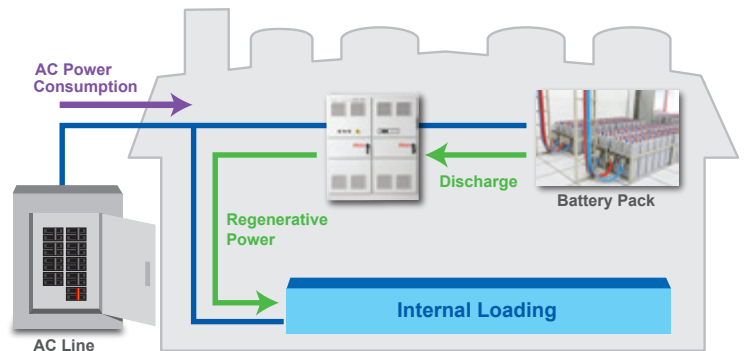 AC Power
Consumption
Discharge
Battery Pack
Regenerative
Power
Internal Loading
AC Line